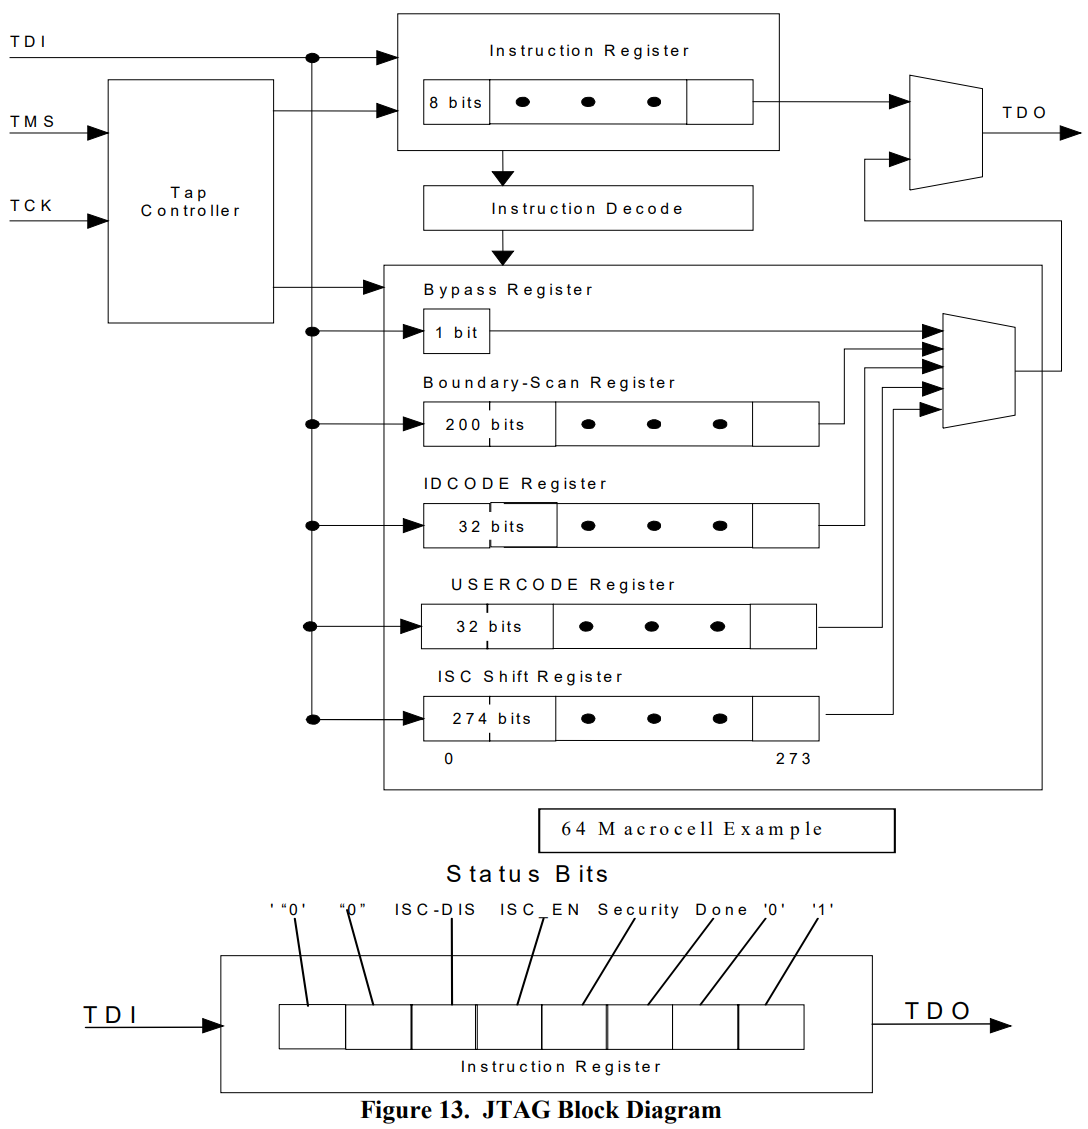 TDI
Instruction Register
8 bits
TDO
TMS
Tap
Controller
TCK
Instruction Decode
Bypass Register
1 bit
Boundary-Scan Register
200 bits
IDCODE Register
32 bits
USERCODE Register
32 bits
ISC Shift Register
274 bits
0 273
64 Macrocell Example
Status Bits
' “0' “0” ISC-DIS ISC_EN Security Done '0' '1'
TDI
TDO
Instruction Register
Figure 13. JTAG Block Diagram